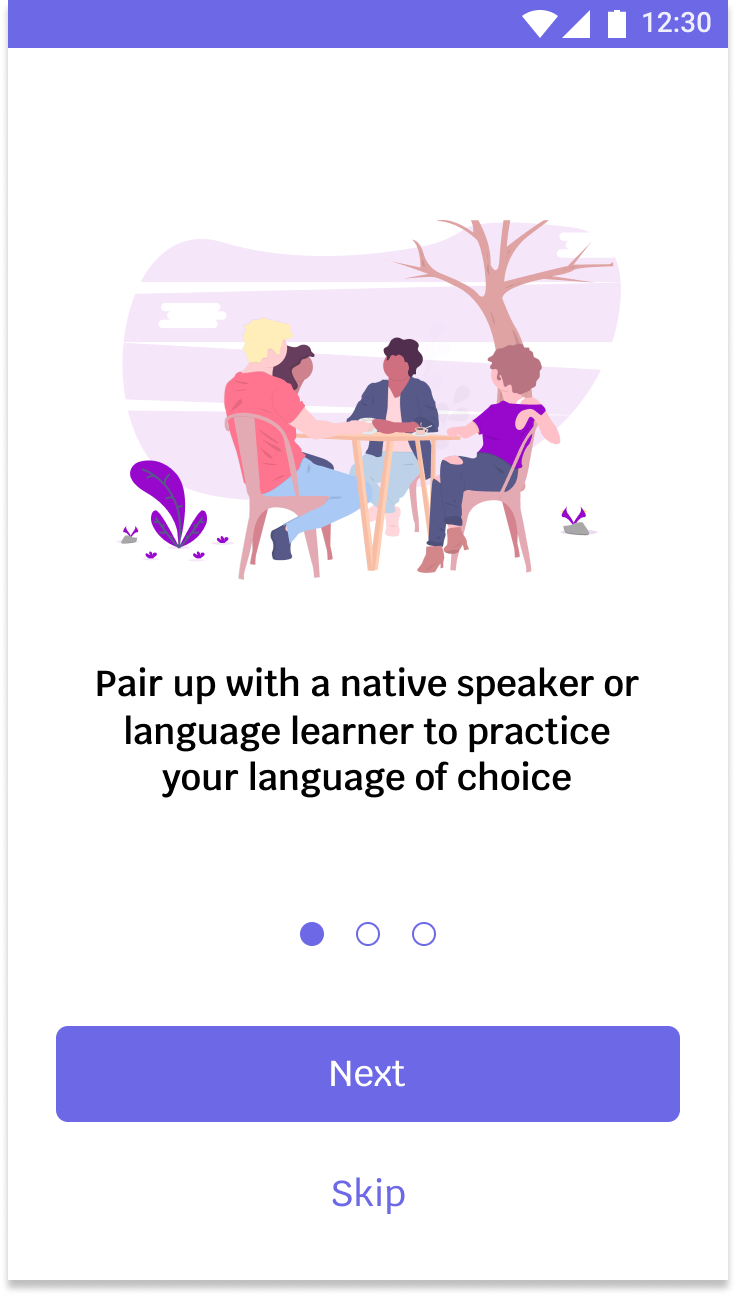 12:30
Pair up with a native speaker or
language learner to practice
your language of choice
Next
Skip